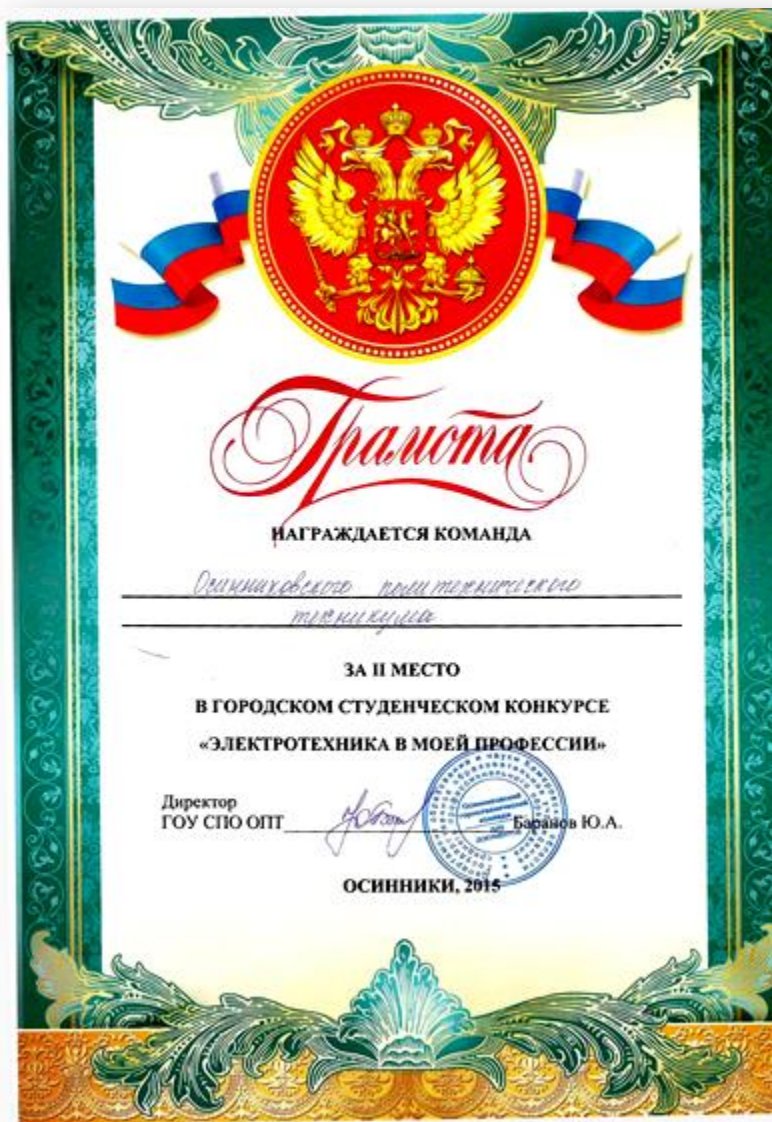 Грамота
НАГРАЖДАЕТСЯ КОМАНДА
Осинниковского политехнического
техникума
ЗА II МЕСТО
В ГОРОДСКОМ СТУДЕНЧЕСКОМ КОНКУРСЕ
«ЭЛЕКТРОТЕХНИКА В МОЕЙ ПРОФЕССИИ»
Директор
ГОУ СПО ОПТ Баранов Ю.А.
ОСИННИКИ, 2015